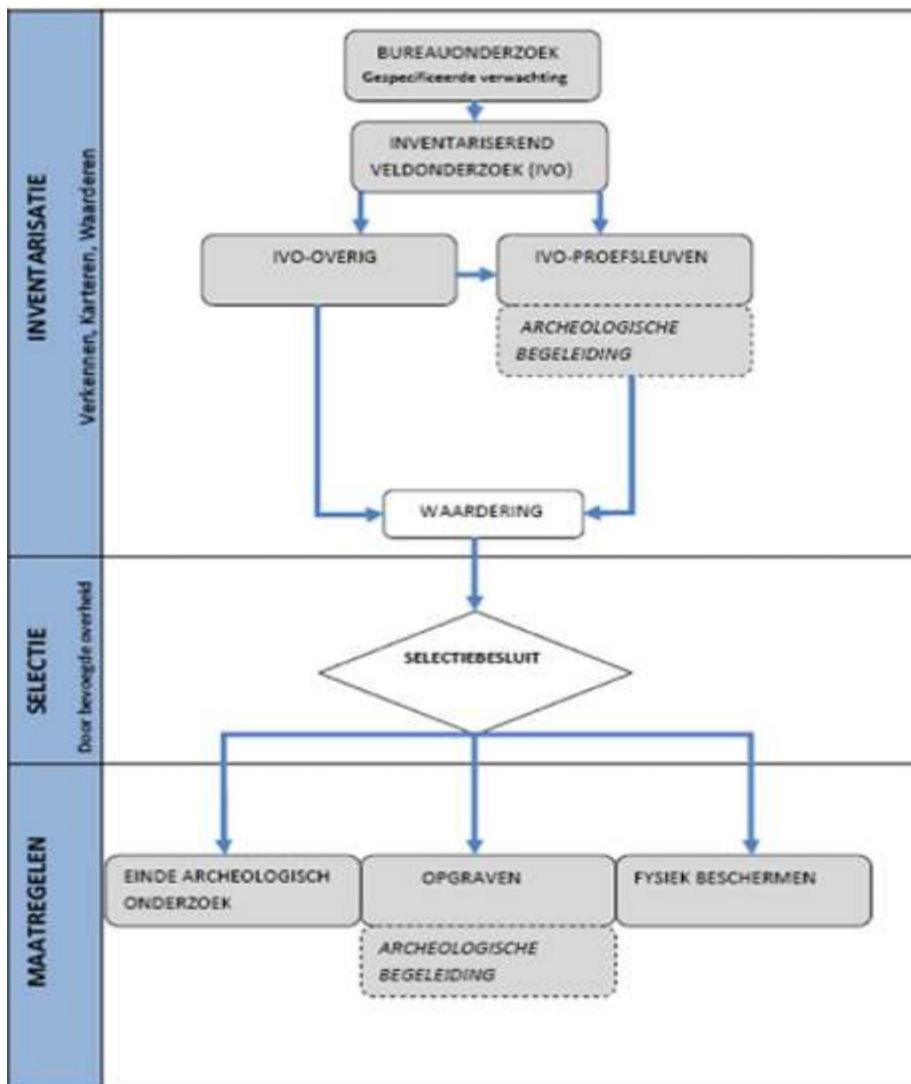 INVENTARISATIE
Verkennen, Karteren, Waarderen
BUREAUONDERZOEK
Gespecificeerde verwachting
INVENTARISEREND
VELDONDERZOEK (IVO)
IVO-OVERIG
IVO-PROEFSLEUVEN
ARCHEOLOGISCHE
BEGELEIDING
WAARDERING
SELECTIE
Door bevoegde overheid
SELECTIEBESLUIT
MAATREGELEN
EINDE ARCHEOLOGISCH
ONDERZOEK
OPGRAVEN
ARCHEOLOGISCHE
BEGELEIDING
FYSIEK BESCHERMEN